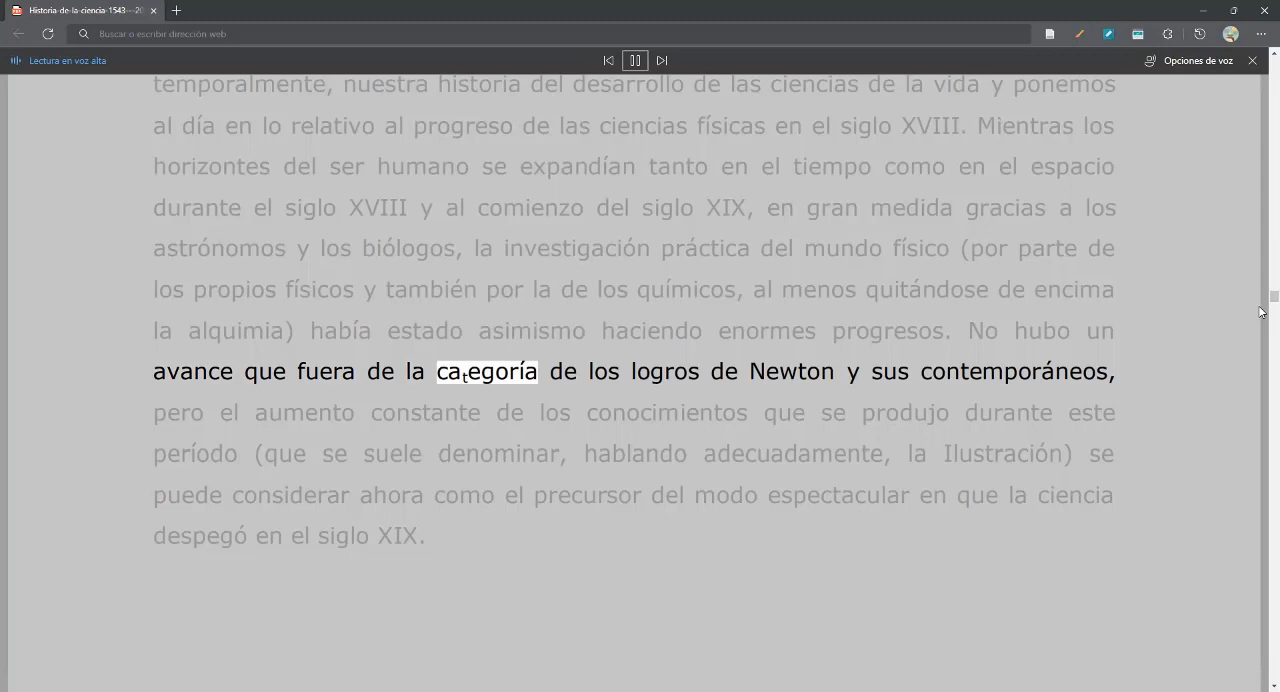 Historia-de-la-ciencia-1543---20
Buscar o escribir dirección web
Lectura en voz alta
Opciones de voz
temporalmente, nuestra historia del desarrollo de las ciencias de la vida y ponemos
al día en lo relativo al progreso de las ciencias físicas en el siglo XVIII. Mientras los
horizontes del ser humano se expandían tanto en el tiempo como en el espacio
durante el siglo XVIII y al comienzo del siglo XIX, en gran medida gracias a los
astrónomos y los biólogos, la investigación práctica del mundo físico (por parte de
los propios físicos y también por la de los químicos, al menos quitándose de encima
la alquimia) había estado asimismo haciendo enormes progresos. No hubo un
avance que fuera de la categoría de los logros de Newton y sus contemporáneos,
pero el aumento constante de los conocimientos que se produjo durante este
período (que se suele denominar, hablando adecuadamente, la Ilustración) se
puede considerar ahora como el precursor del modo espectacular en que la ciencia
despegó en el siglo XIX.